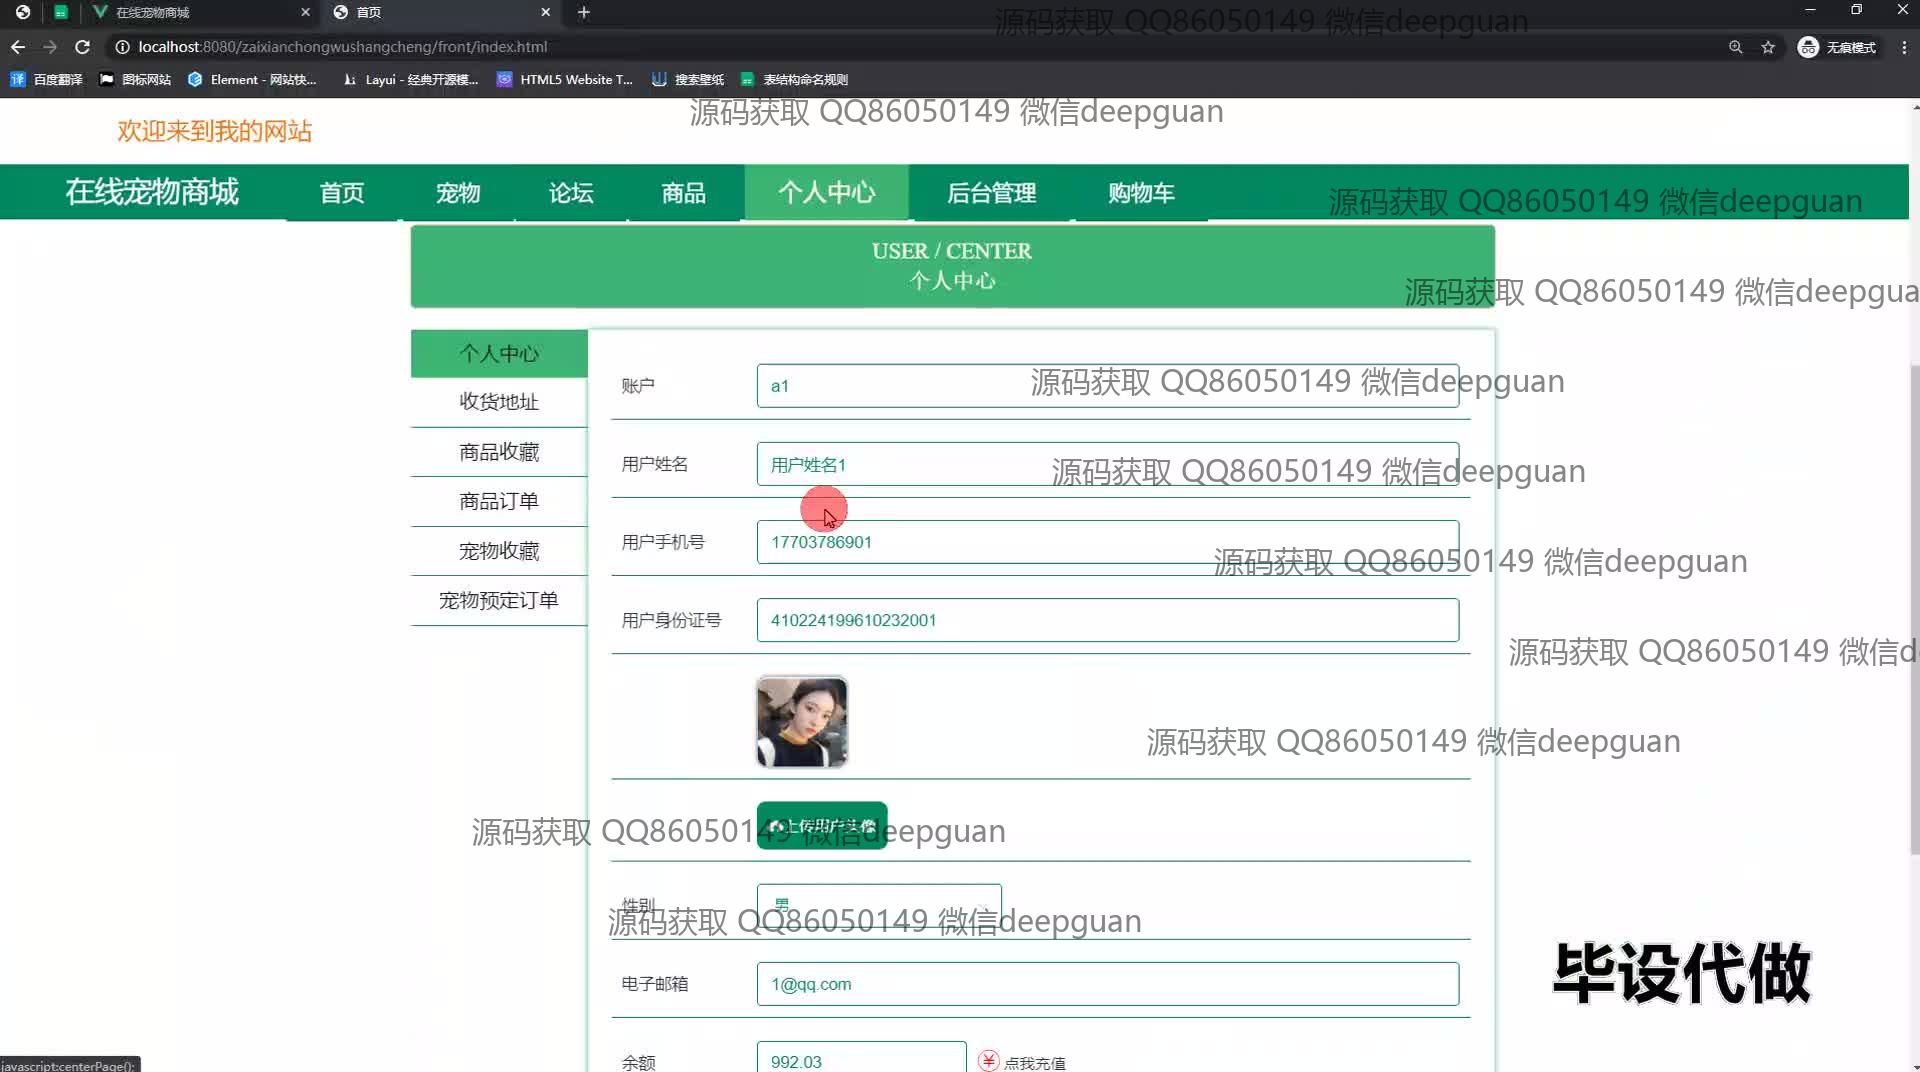 在线宠物商城
首页
localhost:8080/zaixianchongwushangcheng/front/index.html
无痕模式
百度翻译
图标网站
Element - 网站快...
Layui - 经典开源模...
HTML5 Website T...
搜索壁纸
表结构命名规则
源码获取 QQ86050149 微信deepguan
源码获取 QQ86050149 微信deepguan
欢迎来到我的网站
在线宠物商城
首页
宠物
论坛
商品
个人中心
后台管理
购物车
源码获取 QQ86050149 微信deepguan
USER / CENTER
个人中心
源码获取 QQ86050149 微信deepgua
个人中心
收货地址
商品收藏
商品订单
宠物收藏
宠物预定订单
账户
a1
源码获取 QQ86050149 微信deepguan
用户姓名
用户姓名1
源码获取 QQ86050149 微信deepguan
用户手机号
17703786901
源码获取 QQ86050149 微信deepguan
用户身份证号
410224199610232001
源码获取 QQ86050149 微信d
源码获取 QQ86050149 微信deepguan
上传用户头像
源码获取 QQ86050149 微信deepguan
性别
男
源码获取 QQ86050149 微信deepguan
电子邮箱
1@qq.com
毕设代做
余额
992.03
点我充值
javascript:centerPage();